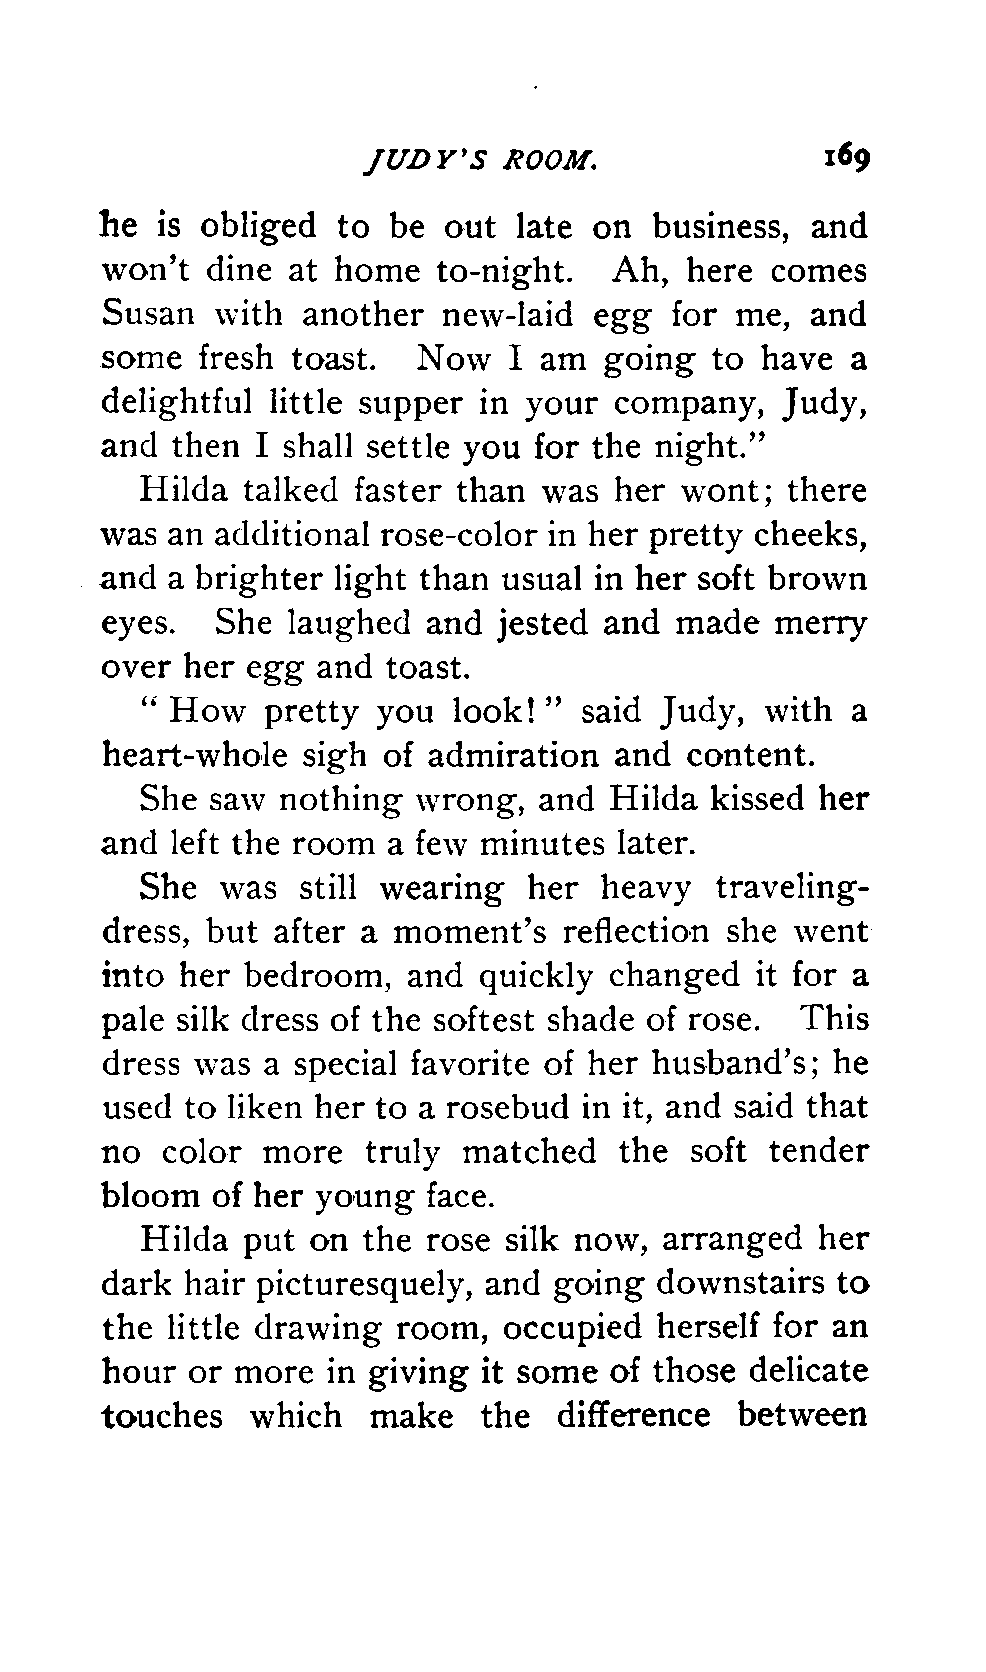 JUDY'S ROOM. 169
he is obliged to be out late on business, and
won't dine at home to-night. Ah, here comes
Susan with another new-laid egg for me, and
some fresh toast. Now I am going to have a
delightful little supper in your company, Judy,
and then I shall settle you for the night."
Hilda talked faster than was her wont; there
was an additional rose-color in her pretty cheeks,
and a brighter light than usual in her soft brown
eyes. She laughed and jested and made merry
over her egg and toast.
"How pretty you look!" said Judy, with a
heart-whole sigh of admiration and content.
She saw nothing wrong, and Hilda kissed her
and left the room a few minutes later.
She was still wearing her heavy traveling-
dress, but after a moment's reflection she went
into her bedroom, and quickly changed it for a
pale silk dress of the softest shade of rose. This
dress was a special favorite of her husband's; he
used to liken her to a rosebud in it, and said that
no color more truly matched the soft tender
bloom of her young face.
Hilda put on the rose silk now, arranged her
dark hair picturesquely, and going downstairs to
the little drawing room, occupied herself for an
hour or more in giving it some of those delicate
touches which make the difference between